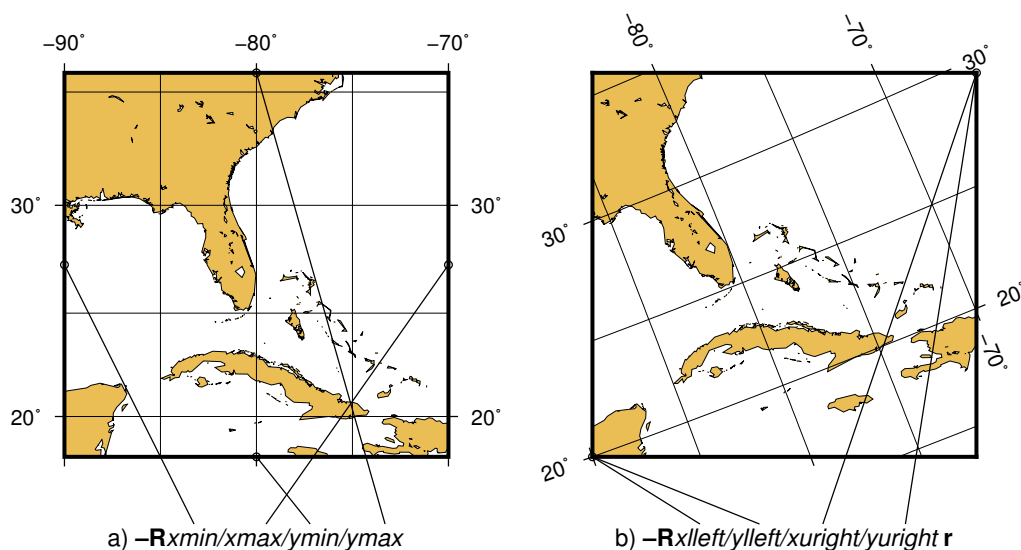 −90˚ −80˚ −70˚
30˚ 30˚
20˚ 20˚
a) −Rxmin/xmax/ymin/ymax
−80˚ −70˚ 30˚
30˚ 20˚
−70˚
20˚
b) −Rxlleft/ylleft/xuright/yuright r